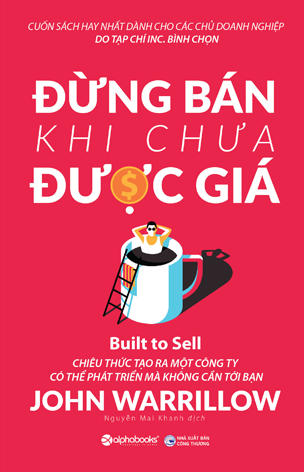 CUỐN SÁCH HAY NHẤT DÀNH CHO CÁC CHỦ DOANH NGHIỆP
DO TẠP CHÍ INC. BÌNH CHỌN
ĐỪNG BÁN
KHI CHƯA
ĐƯỢC GIÁ
Built to Sell
CHIÊU THỨC TẠO RA MỘT CÔNG TY
CÓ THỂ PHÁT TRIỂN MÀ KHÔNG CẦN TỚI BẠN
JOHN WARRILLOW
Nguyễn Mai Khanh dịch
alphabooks
NHÀ XUẤT BẢN
CÔNG THƯƠNG